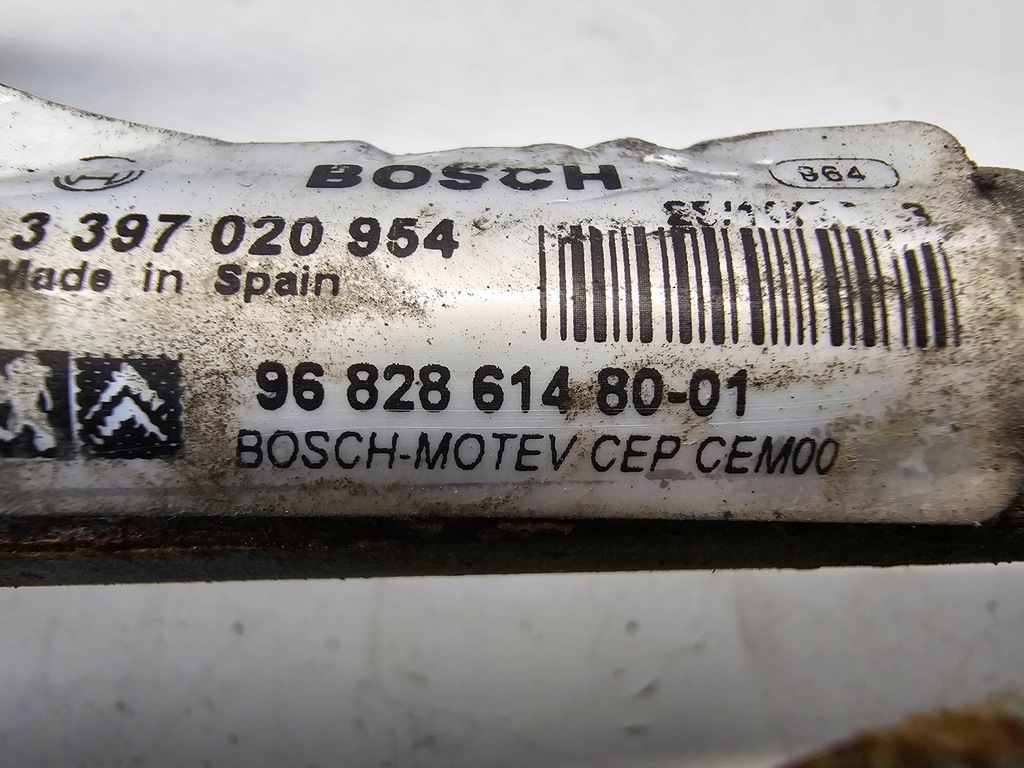 BOSCH
364
3 397 020 954
Made in Spain
96 828 614 80-01
BOSCH-MOTEV CEP CEM00